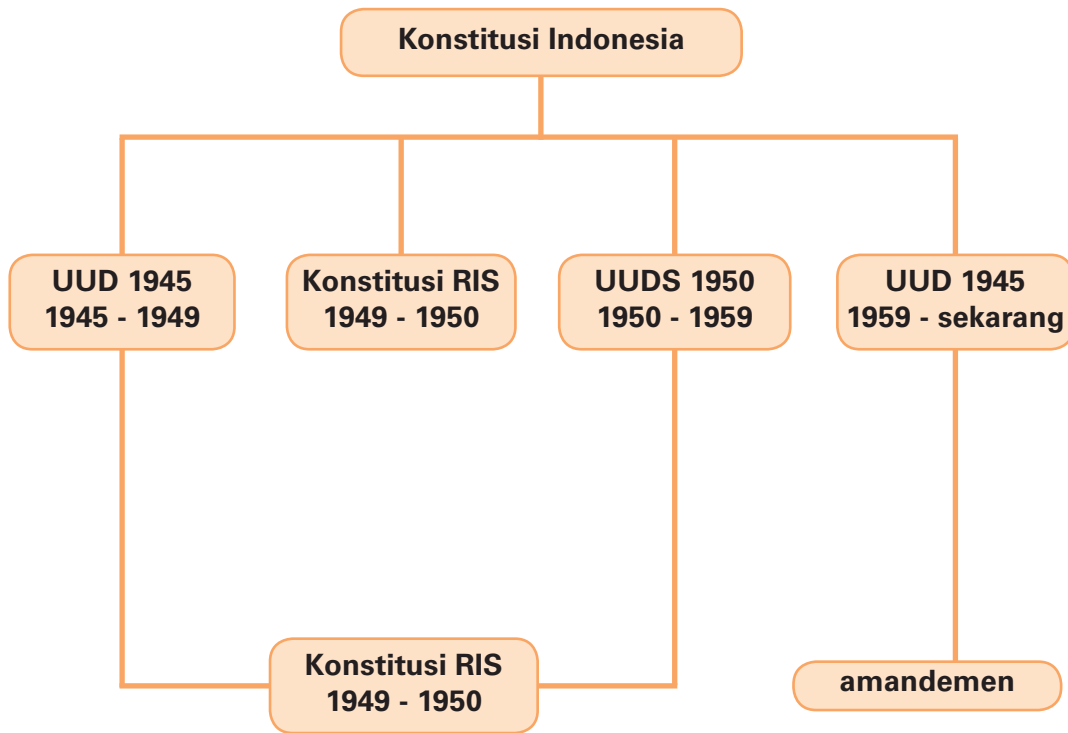 Konstitusi Indonesia
UUD 1945
1945 - 1949
Konstitusi RIS
1949 - 1950
UUDS 1950
1950 - 1959
UUD 1945
1959 - sekarang
Konstitusi RIS
1949 - 1950
amandemen